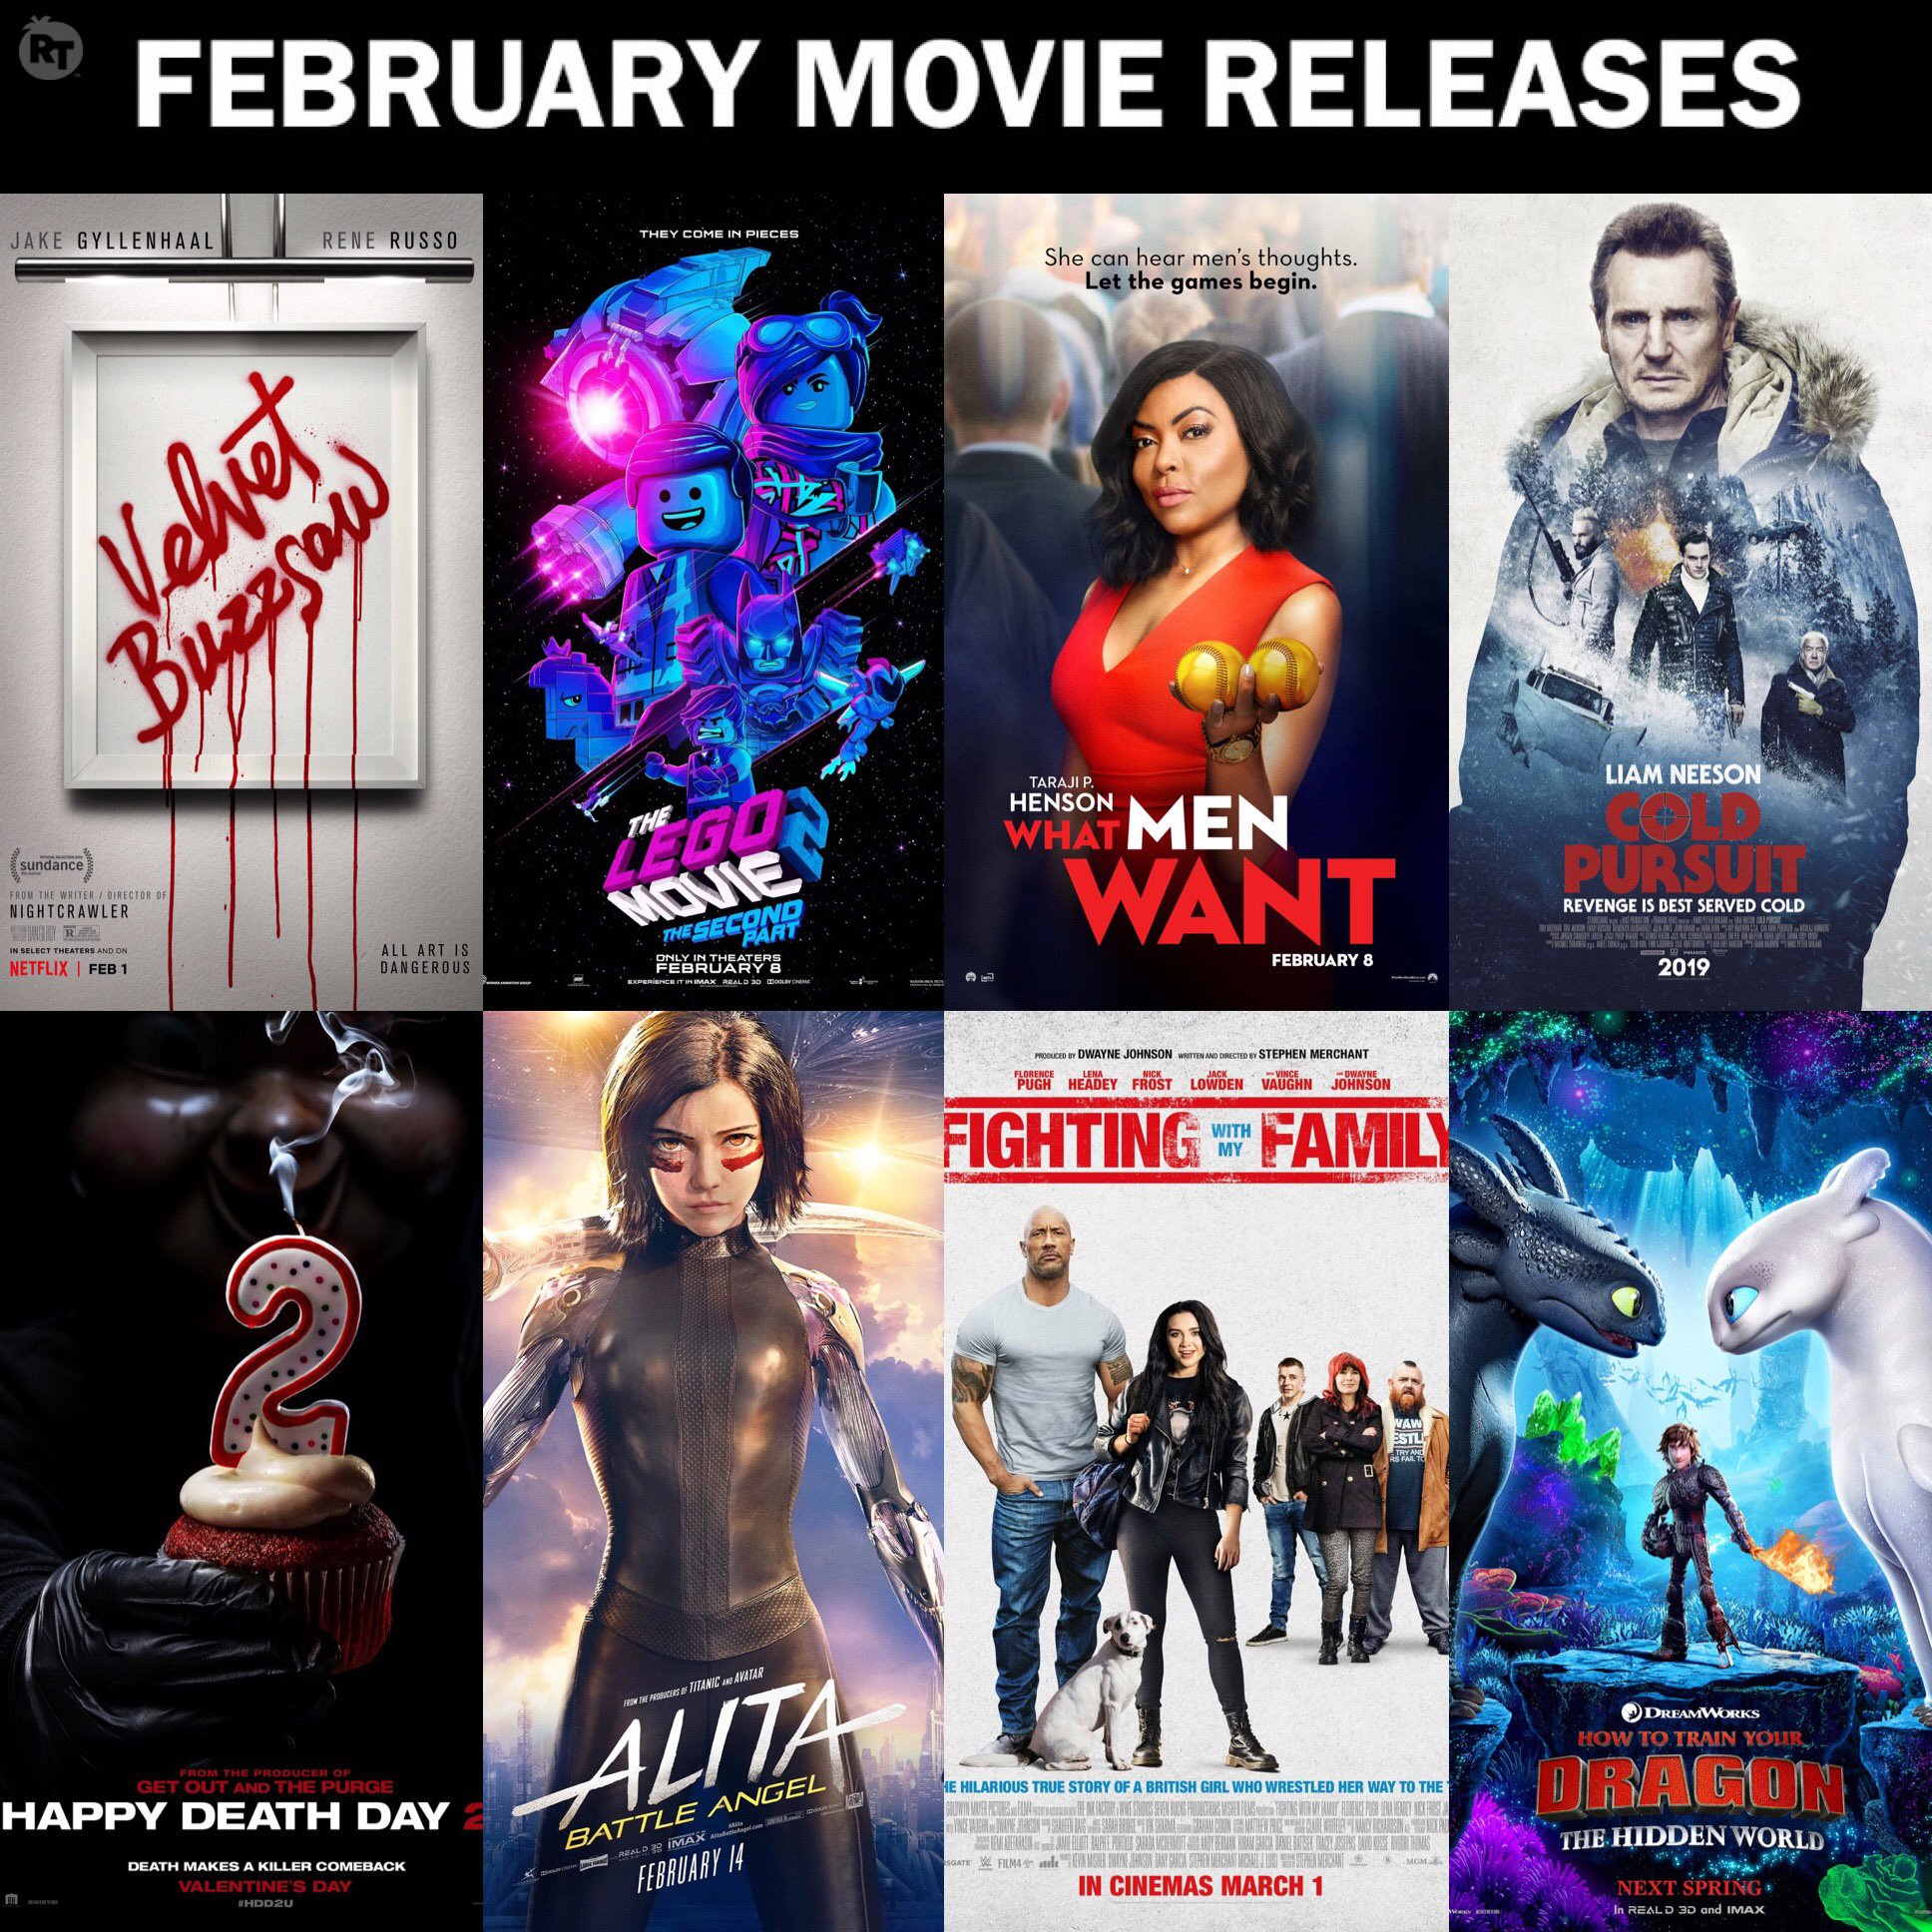 RT
FEBRUARY MOVIE RELEASES
JAKE GYLLENHAAL
RENE RUSSO
Velvet
Buzzsaw
sundance
FROM THE WRITER / DIRECTOR OF
NIGHTCRAWLER
R
IN SELECT THEATERS AND ON
NETFLIX | FEB 1
ALL ART IS
DANGEROUS
THEY COME IN PIECES
THE
LEGO 2
MOVIE
THE SECOND
PART
ONLY IN THEATERS
FEBRUARY 8
EXPERIENCE IT IN IMAX REAL D 3D DOLBY CINEMA
She can hear men's thoughts.
Let the games begin.
TARAJI P.
HENSON
WHAT MEN
WANT
FEBRUARY 8
LIAM NEESON
COLD
PURSUIT
REVENGE IS BEST SERVED COLD
2019
2
FROM THE PRODUCER OF
GET OUT AND THE PURGE
HAPPY DEATH DAY 2
DEATH MAKES A KILLER COMEBACK
VALENTINE'S DAY
#HDD2U
FROM THE PRODUCERS OF TITANIC AND AVATAR
ALITA
BATTLE ANGEL
REAL D 3D IMAX
FEBRUARY 14
PRODUCED BY DWAYNE JOHNSON WRITTEN AND DIRECTED BY STEPHEN MERCHANT
FLORENCE PUGH LENA HEADEY NICK FROST JACK LOWDEN WITH VINCE VAUGHN AND DWAYNE JOHNSON
FIGHTING WITH MY FAMILY
HE HILARIOUS TRUE STORY OF A BRITISH GIRL WHO WRESTLED HER WAY TO THE
FILM4
MGM
IN CINEMAS MARCH 1
DREAMWORKS
HOW TO TRAIN YOUR
DRAGON
THE HIDDEN WORLD
NEXT SPRING
In REAL D 3D and IMAX